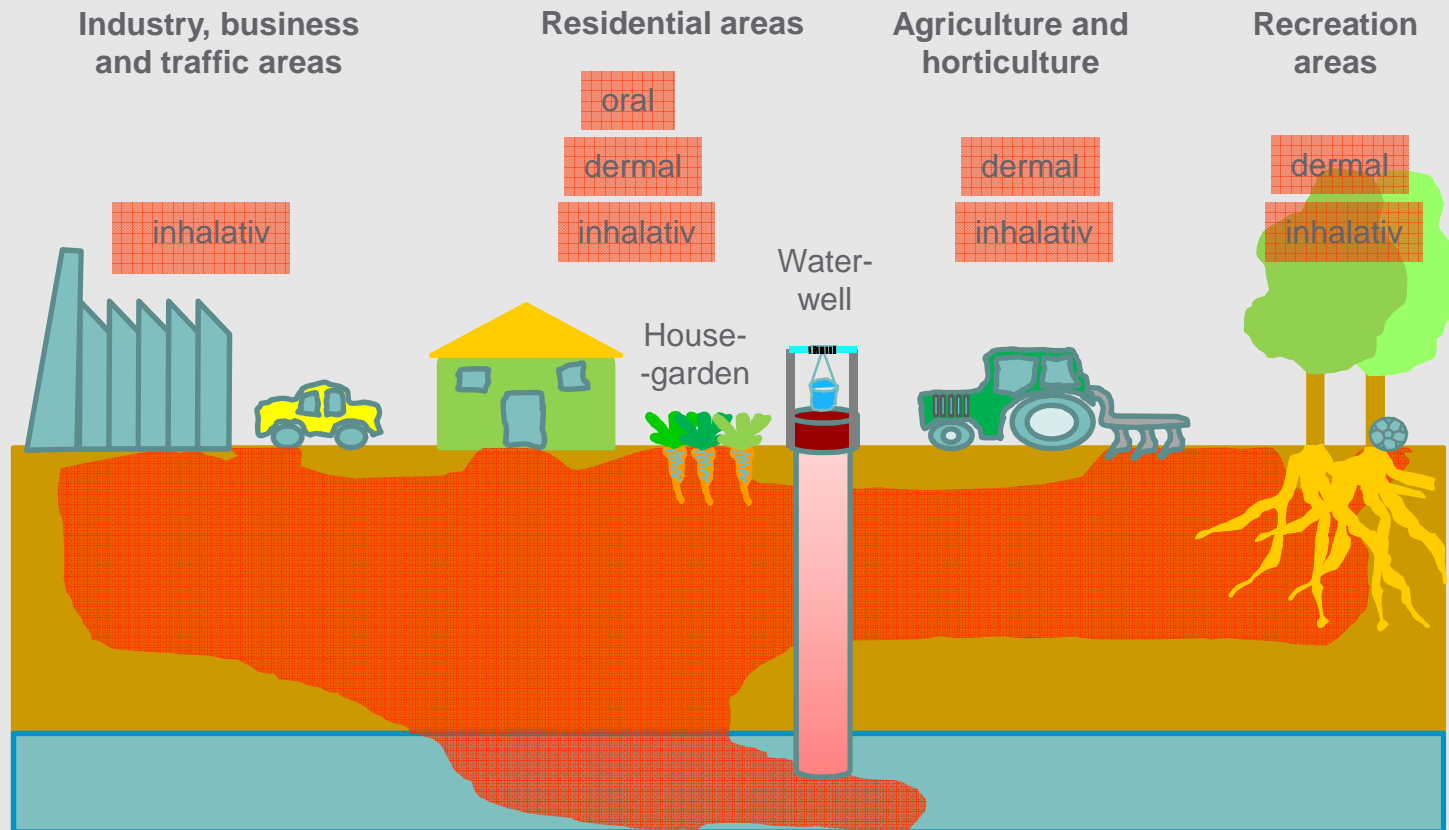 Industry, business
and traffic areas
Residential areas
Agriculture and
horticulture
Recreation
areas
oral
dermal
dermal
dermal
inhalativ
inhalativ
inhalativ
inhalativ
Water-
well
House-
-garden